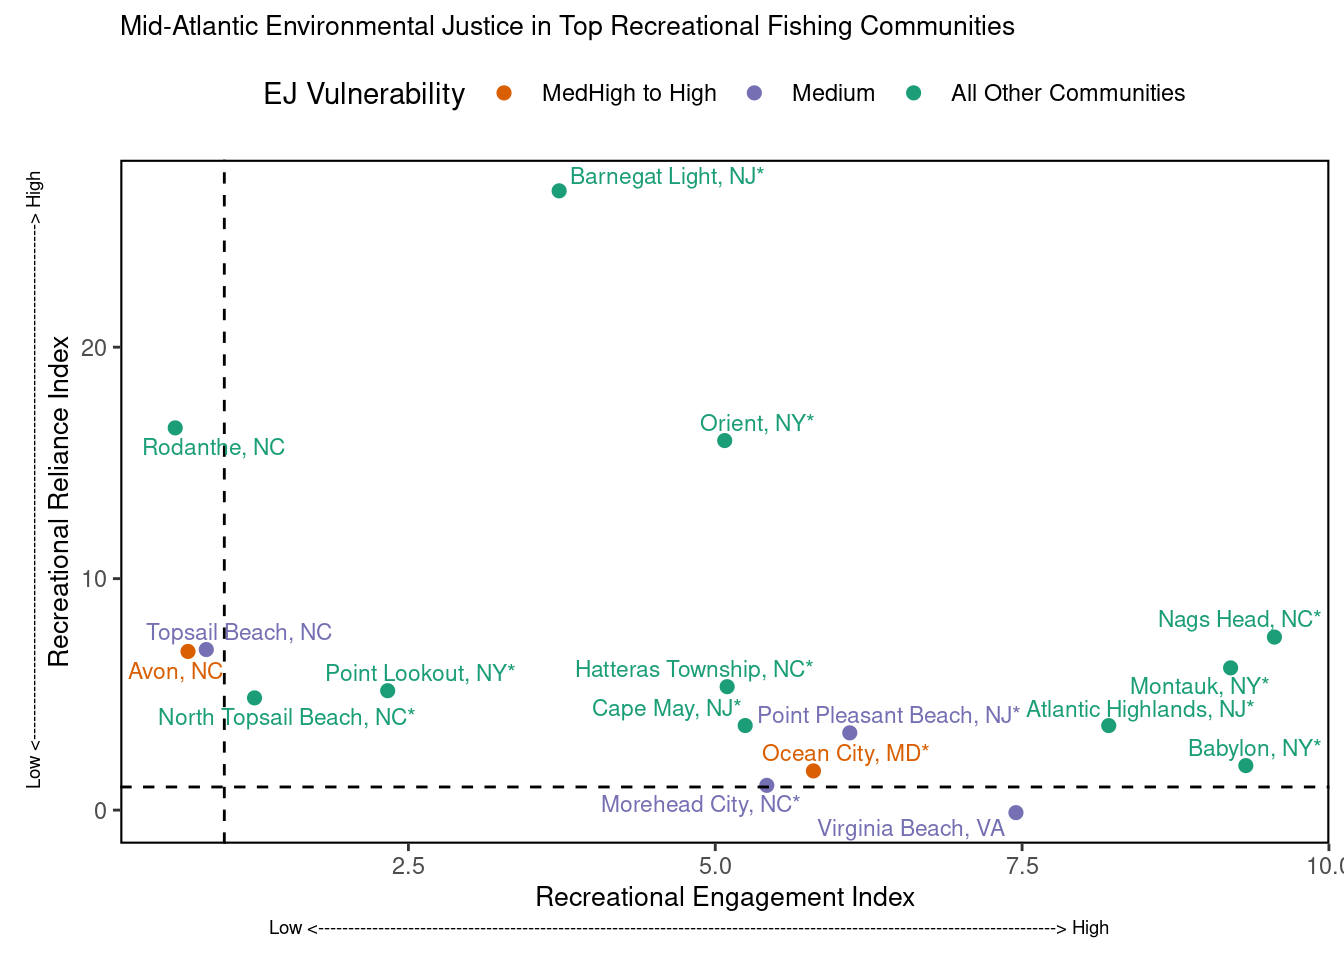 Mid-Atlantic Environmental Justice in Top Recreational Fishing Communities
EJ Vulnerability MedHigh to High Medium All Other Communities
Low <---------------------------------------------------------------------------------------------------> High
Recreational Reliance Index
20
10
0
Barnegat Light, NJ*
Orient, NY*
Rodanthe, NC
Nags Head, NC*
Topsail Beach, NC
Avon, NC
Point Lookout, NY*
Hatteras Township, NC*
Montauk, NY*
North Topsail Beach, NC*
Cape May, NJ*
Point Pleasant Beach, NJ*
Atlantic Highlands, NJ*
Ocean City, MD*
Babylon, NY*
Morehead City, NC*
Virginia Beach, VA
2.5 5.0 7.5 10.0
Recreational Engagement Index
Low <---------------------------------------------------------------------------------------------------> High